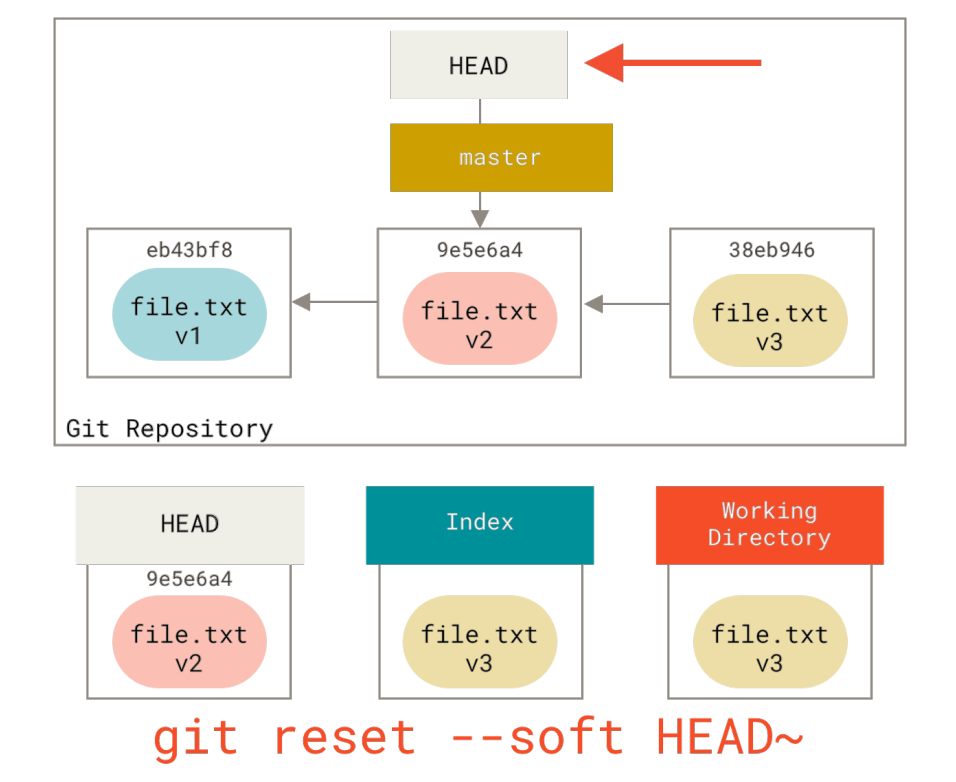 HEAD
master
eb43bf8
file.txt
v1
9e5e6a4
file.txt
v2
38eb946
file.txt
v3
Git Repository
HEAD
9e5e6a4
file.txt
v2
Index
file.txt
v3
Working
Directory
file.txt
v3
git reset --soft HEAD~